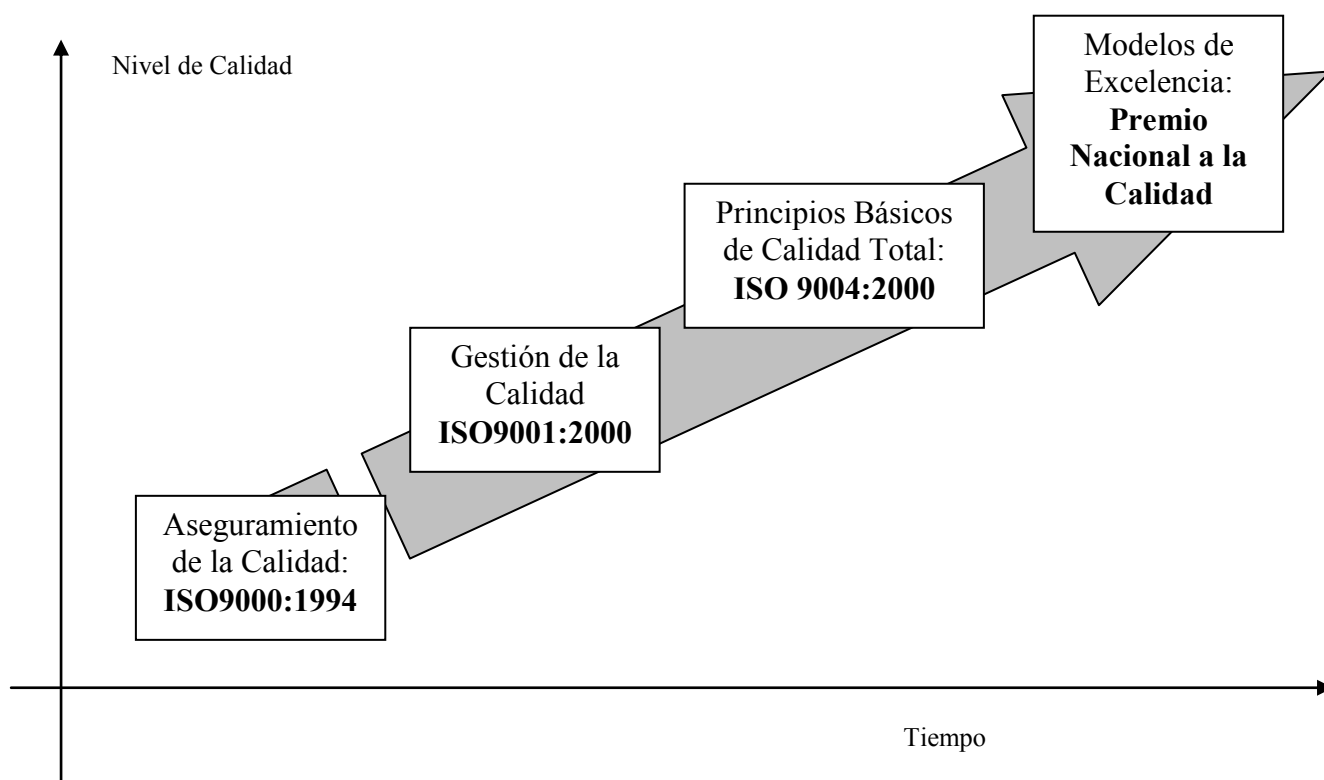 Nivel de Calidad
Modelos de
Excelencia:
Premio
Nacional a la
Calidad
Principios Básicos
de Calidad Total:
ISO 9004:2000
Gestión de la
Calidad
ISO9001:2000
Aseguramiento
de la Calidad:
ISO9000:1994
Tiempo